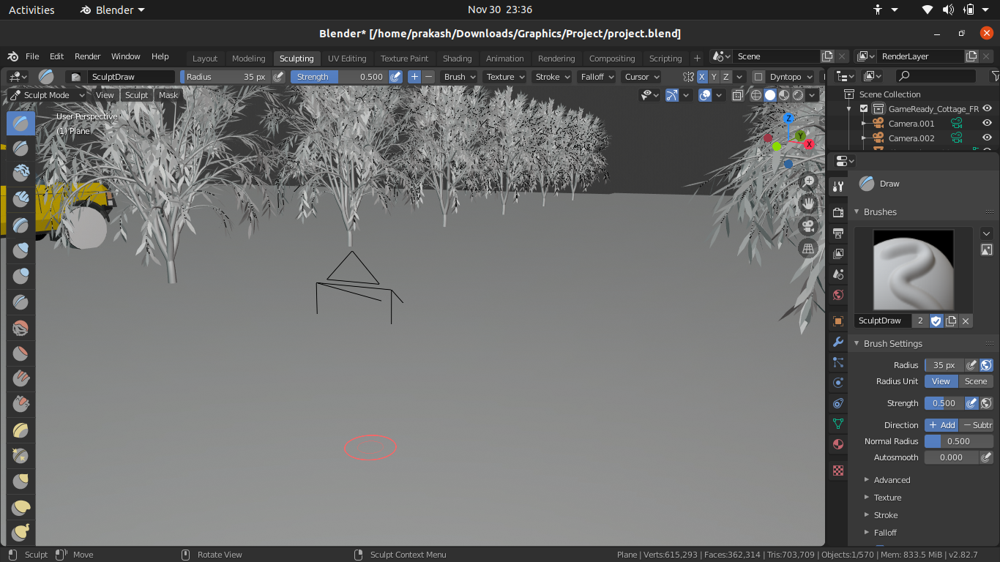 Activities Blender Nov 30 23:36
Blender* [/home/prakash/Downloads/Graphics/Project/project.blend]
File Edit Render Window Help Layout Modeling Sculpting UV Editing Texture Paint Shading Animation Rendering Compositing Scripting + Scene RenderLayer
SculptDraw Radius 35 px Strength 0.500 + − Brush Texture Stroke Falloff Cursor X Y Z Dyntopo
Sculpt Mode View Sculpt Mask
Scene Collection
User Perspective
(1) Plane
GameReady_Cottage_FR
Camera.001
Camera.002
Z
Y
X
Draw
Brushes
SculptDraw 2
Brush Settings
Radius 35 px
Radius Unit View Scene
Strength 0.500
Direction + Add − Subtr
Normal Radius 0.500
Autosmooth 0.000
Advanced
Texture
Stroke
Falloff
Sculpt Move Rotate View Sculpt Context Menu Plane | Verts:615,293 | Faces:362,314 | Tris:703,709 | Objects:1/570 | Mem: 833.5 MiB | v2.82.7